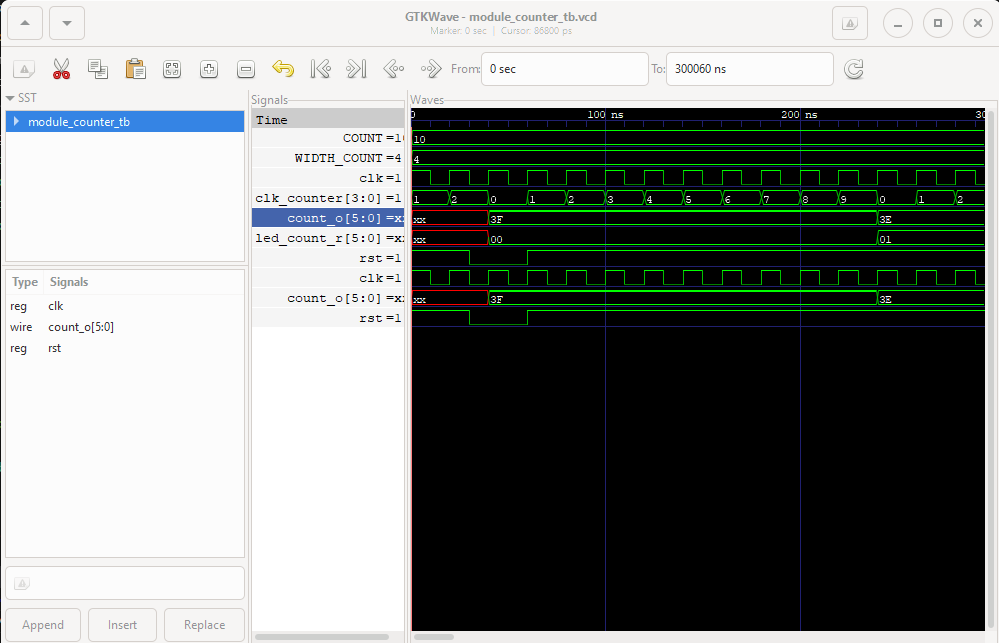 GTKWave - module_counter_tb.vcd
Marker: 0 sec | Cursor: 86800 ps
From: 0 sec To: 300060 ns
SST
module_counter_tb
Type Signals
reg clk
wire count_o[5:0]
reg rst
Append Insert Replace
Signals
Time
COUNT =10
WIDTH_COUNT =4
clk =1
clk_counter[3:0] =1
count_o[5:0] =xx
led_count_r[5:0] =xx
rst =1
clk =1
count_o[5:0] =xx
rst =1
Waves
0 100 ns 200 ns 30
10
4
1 2 0 1 2 3 4 5 6 7 8 9 0 1 2
xx 3F 3E
xx 00 01
xx 3F 3E